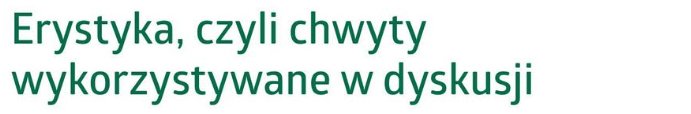 Erystyka, czyli chwyty
wykorzystywane w dyskusji